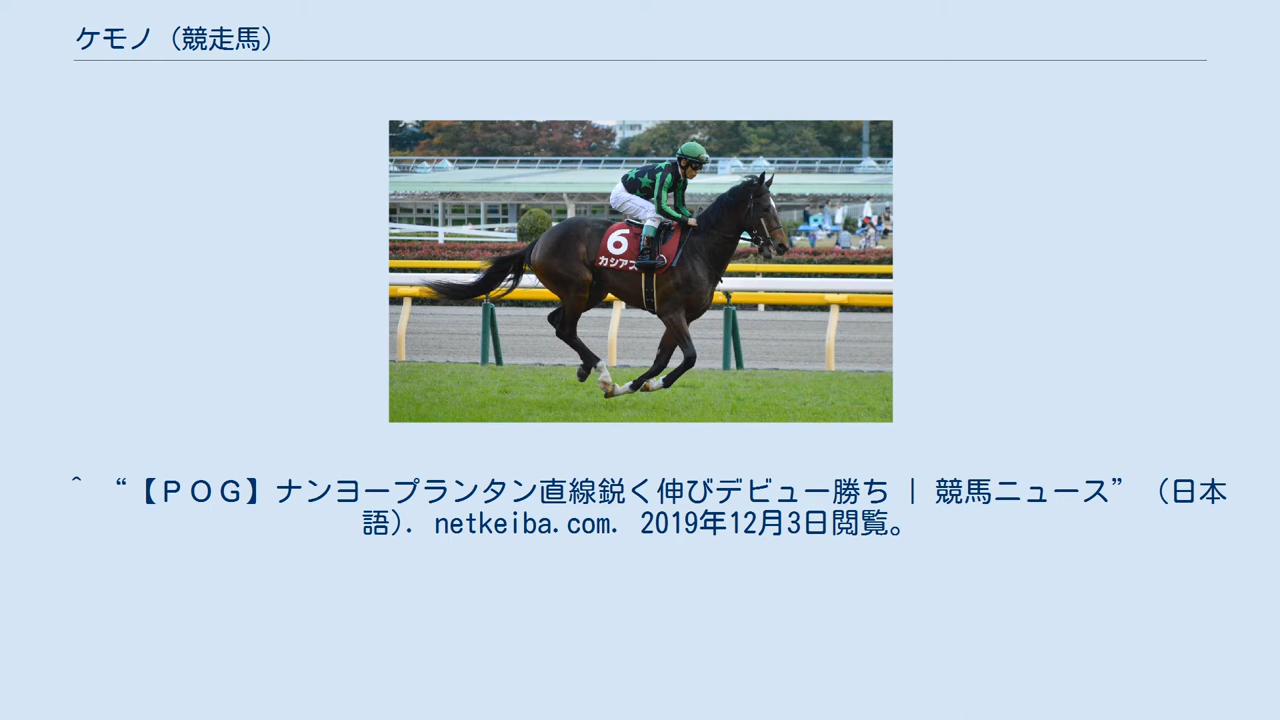 ケモノ（競走馬）
6
カシアス
^ “【ＰＯＧ】ナンヨープランタン直線鋭く伸びデビュー勝ち | 競馬ニュース” （日本
語）. netkeiba.com. 2019年12月3日閲覧。